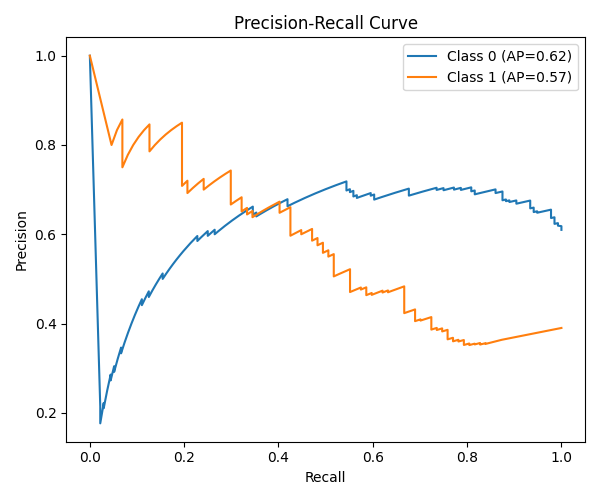 Precision-Recall Curve
Class 0 (AP=0.62)
Class 1 (AP=0.57)
Precision
1.0
0.8
0.6
0.4
0.2
0.0 0.2 0.4 0.6 0.8 1.0
Recall